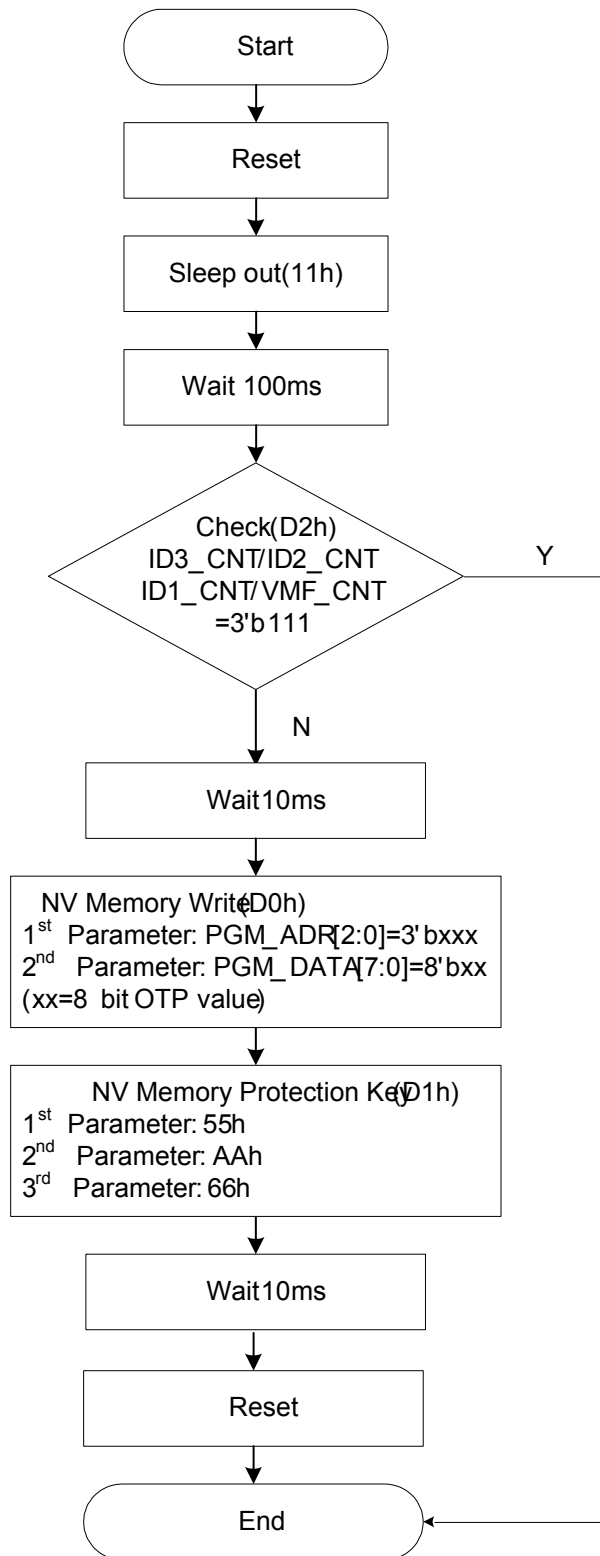 Start
Reset
Sleep out(11h)
Wait 100ms
Check(D2h)
ID3_CNT/ID2_CNT
ID1_CNT/VMF_CNT
=3'b111
Y
N
Wait10ms
NV Memory Write(D0h)
1st Parameter: PGM_ADR[2:0]=3'bxxx
2nd Parameter: PGM_DATA[7:0]=8'bxx
(xx=8 bit OTP value)
NV Memory Protection Key(D1h)
1st Parameter: 55h
2nd Parameter: AAh
3rd Parameter: 66h
Wait10ms
Reset
End